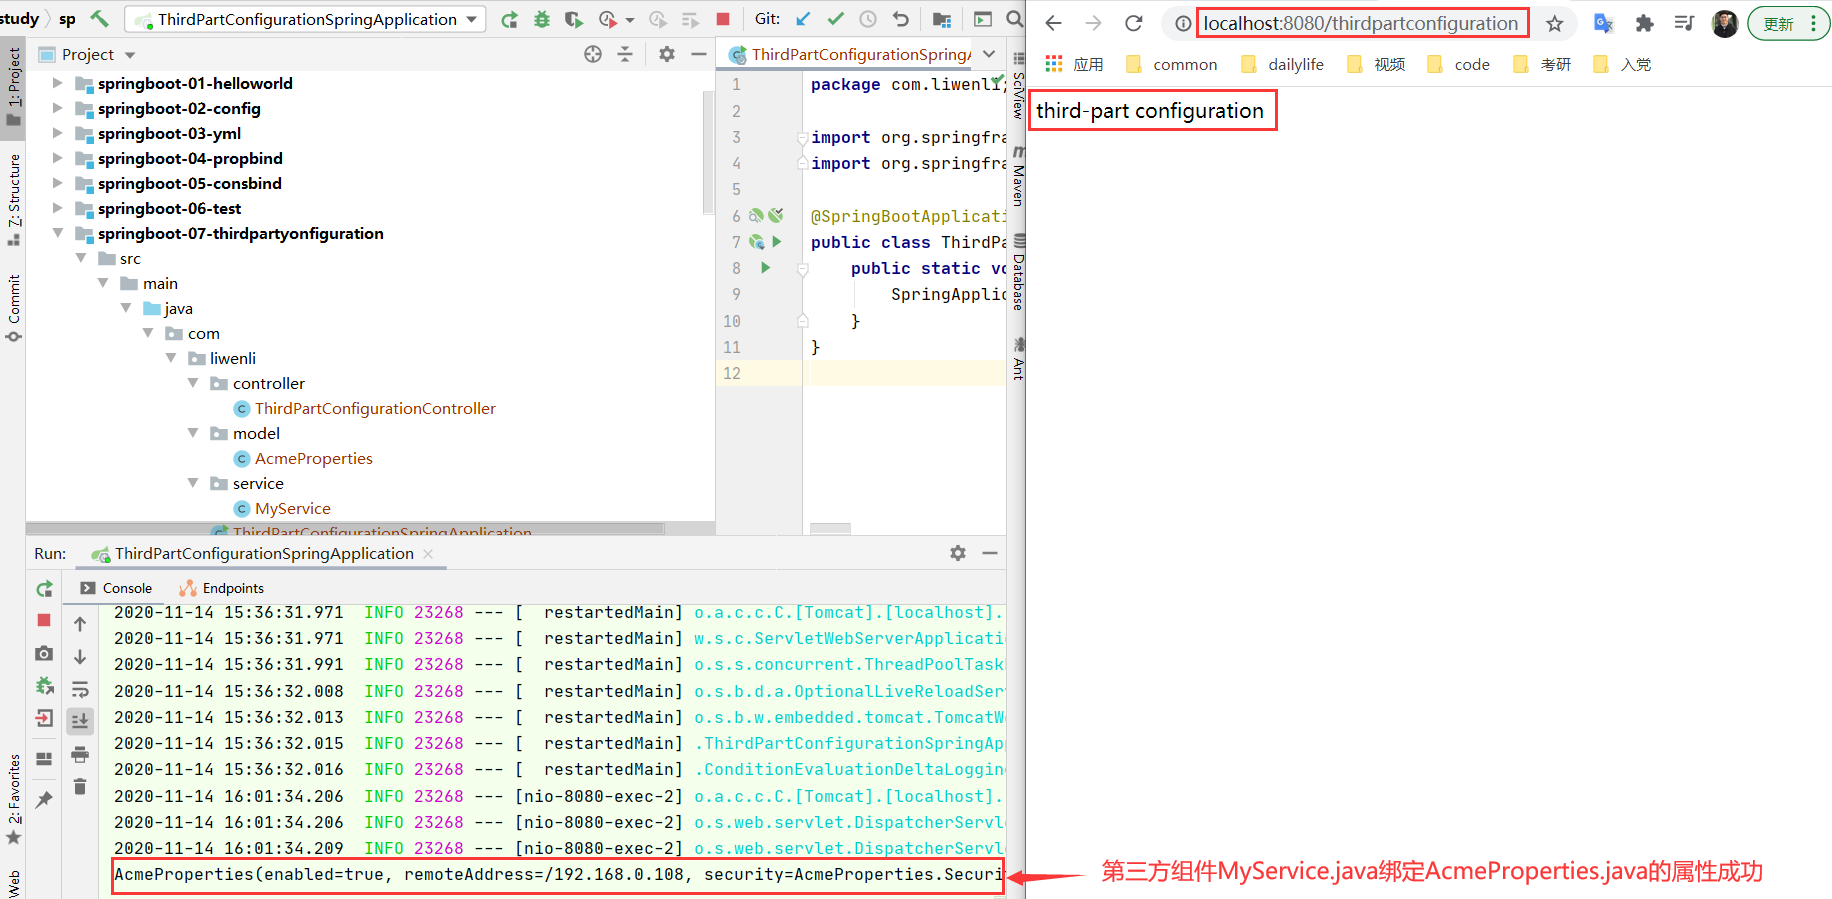 study
sp
ThirdPartConfigurationSpringApplication
Git:
1: Project
Z: Structure
Commit
2: Favorites
Web
Project
springboot-01-helloworld
springboot-02-config
springboot-03-yml
springboot-04-propbind
springboot-05-consbind
springboot-06-test
springboot-07-thirdpartyonfiguration
src
main
java
com
liwenli
controller
ThirdPartConfigurationController
model
AcmeProperties
service
MyService
ThirdPartConfigurationSpringApplication
ThirdPartConfigurationSpringA
1 package com.liwenli;
2
3 import org.springfra
4 import org.springfra
5
6 @SpringBootApplicati
7 public class ThirdPa
8 public static vo
9 SpringApplic
10 }
11 }
12
SciView
Maven
Database
Ant
Run: ThirdPartConfigurationSpringApplication
Console
Endpoints
2020-11-14 15:36:31.971 INFO 23268 --- [ restartedMain] o.a.c.c.C.[Tomcat].[localhost].
2020-11-14 15:36:31.971 INFO 23268 --- [ restartedMain] w.s.c.ServletWebServerApplicati
2020-11-14 15:36:31.991 INFO 23268 --- [ restartedMain] o.s.s.concurrent.ThreadPoolTask
2020-11-14 15:36:32.008 INFO 23268 --- [ restartedMain] o.s.b.d.a.OptionalLiveReloadServ
2020-11-14 15:36:32.013 INFO 23268 --- [ restartedMain] o.s.b.w.embedded.tomcat.TomcatW
2020-11-14 15:36:32.015 INFO 23268 --- [ restartedMain] .ThirdPartConfigurationSpringAp
2020-11-14 15:36:32.016 INFO 23268 --- [ restartedMain] .ConditionEvaluationDeltaLoggin
2020-11-14 16:01:34.206 INFO 23268 --- [nio-8080-exec-2] o.a.c.c.C.[Tomcat].[localhost].
2020-11-14 16:01:34.206 INFO 23268 --- [nio-8080-exec-2] o.s.web.servlet.DispatcherServl
2020-11-14 16:01:34.209 INFO 23268 --- [nio-8080-exec-2] o.s.web.servlet.DispatcherServl
AcmeProperties(enabled=true, remoteAddress=/192.168.0.108, security=AcmeProperties.Securi
localhost:8080/thirdpartconfiguration
更新
应用
common
dailylife
视频
code
考研
入党
third-part configuration
第三方组件MyService.java绑定AcmeProperties.java的属性成功